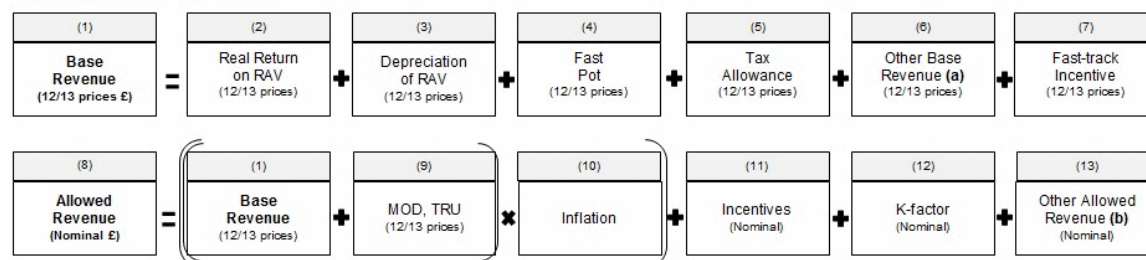 (1) (2) (3) (4) (5) (6) (7)
Base Revenue (12/13 prices £) = Real Return on RAV (12/13 prices) + Depreciation of RAV (12/13 prices) + Fast Pot (12/13 prices) + Tax Allowance (12/13 prices) + Other Base Revenue (a) (12/13 prices) + Fast-track Incentive (12/13 prices)
(8) (1) (9) (10) (11) (12) (13)
Allowed Revenue (Nominal £) = ((Base Revenue (12/13 prices) + MOD, TRU (12/13 prices)) × Inflation) + Incentives (Nominal) + K-factor (Nominal) + Other Allowed Revenue (b) (Nominal)